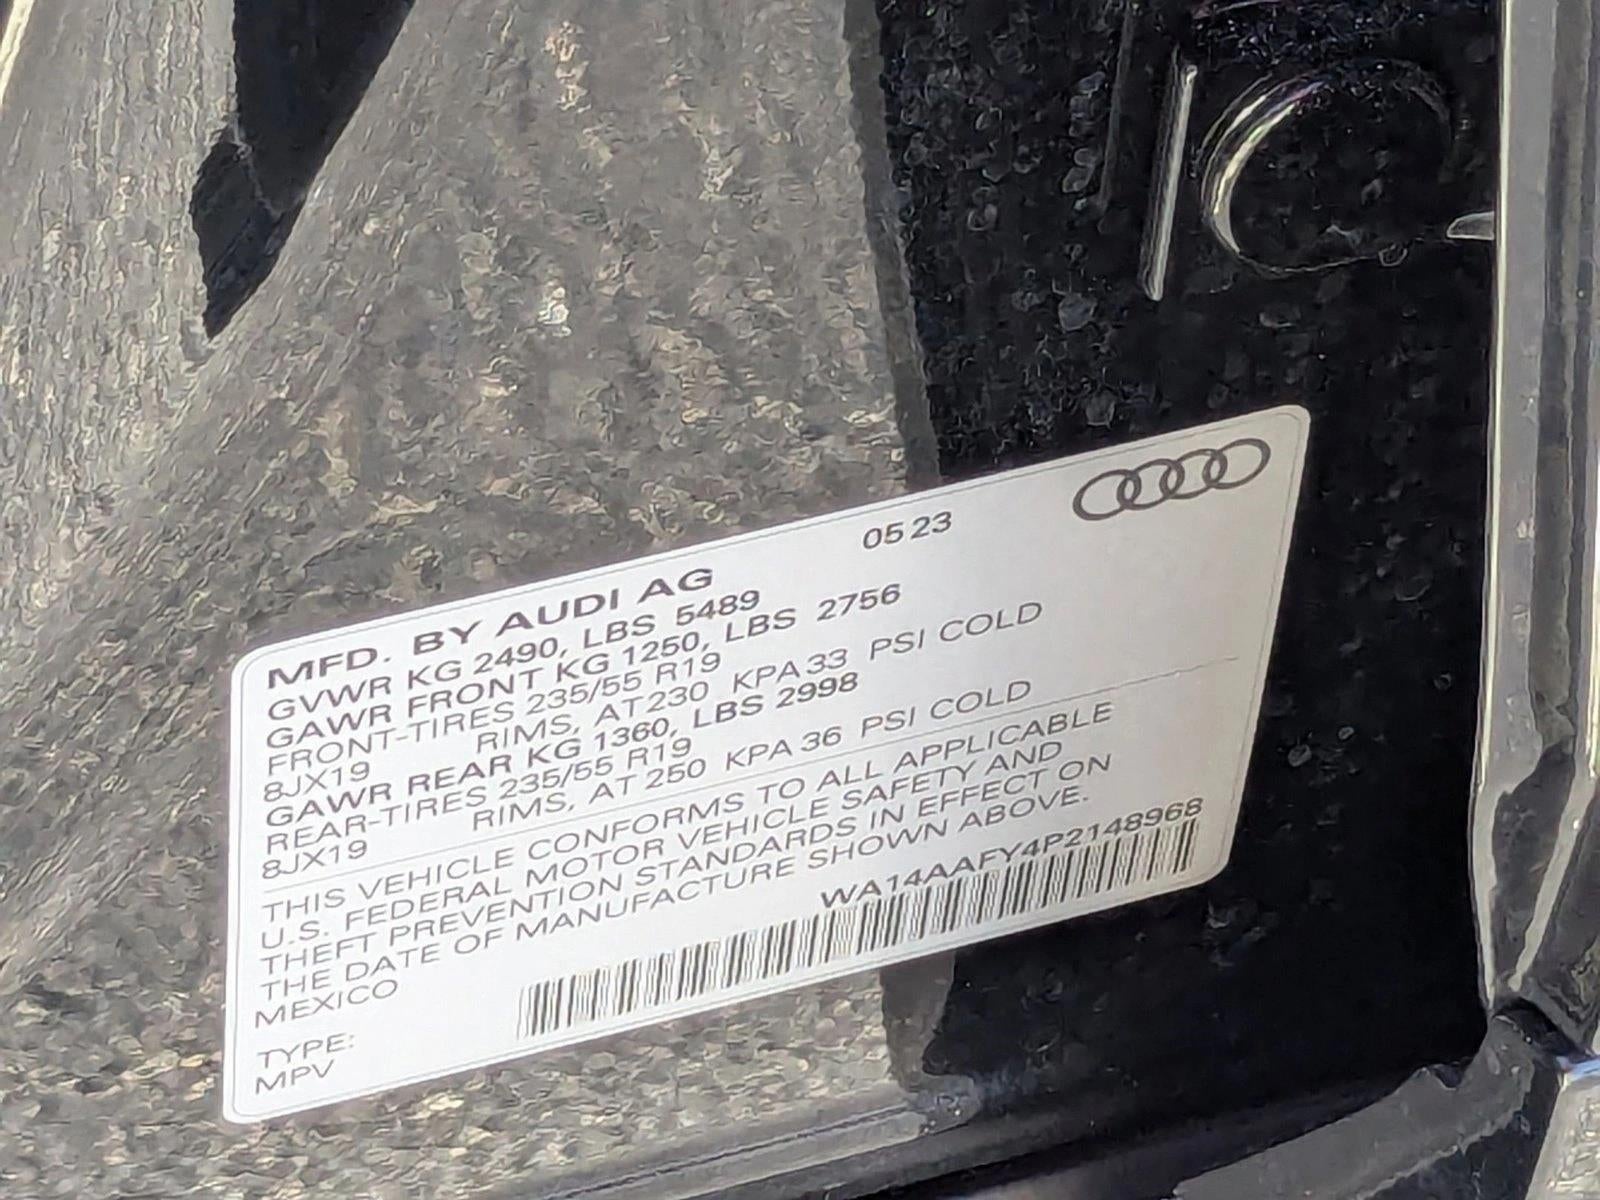 05 23
MFD. BY AUDI AG
GVWR KG 2490, LBS 5489
GAWR FRONT KG 1250, LBS 2756
FRONT-TIRES 235/55 R19
8JX19 RIMS, AT 230 KPA 33 PSI COLD
GAWR REAR KG 1360, LBS 2998
REAR-TIRES 235/55 R19
8JX19 RIMS, AT 250 KPA 36 PSI COLD
THIS VEHICLE CONFORMS TO ALL APPLICABLE
U.S. FEDERAL MOTOR VEHICLE SAFETY AND
THEFT PREVENTION STANDARDS IN EFFECT ON
THE DATE OF MANUFACTURE SHOWN ABOVE.
MEXICO
WA14AAFY4P2148968
TYPE:
MPV